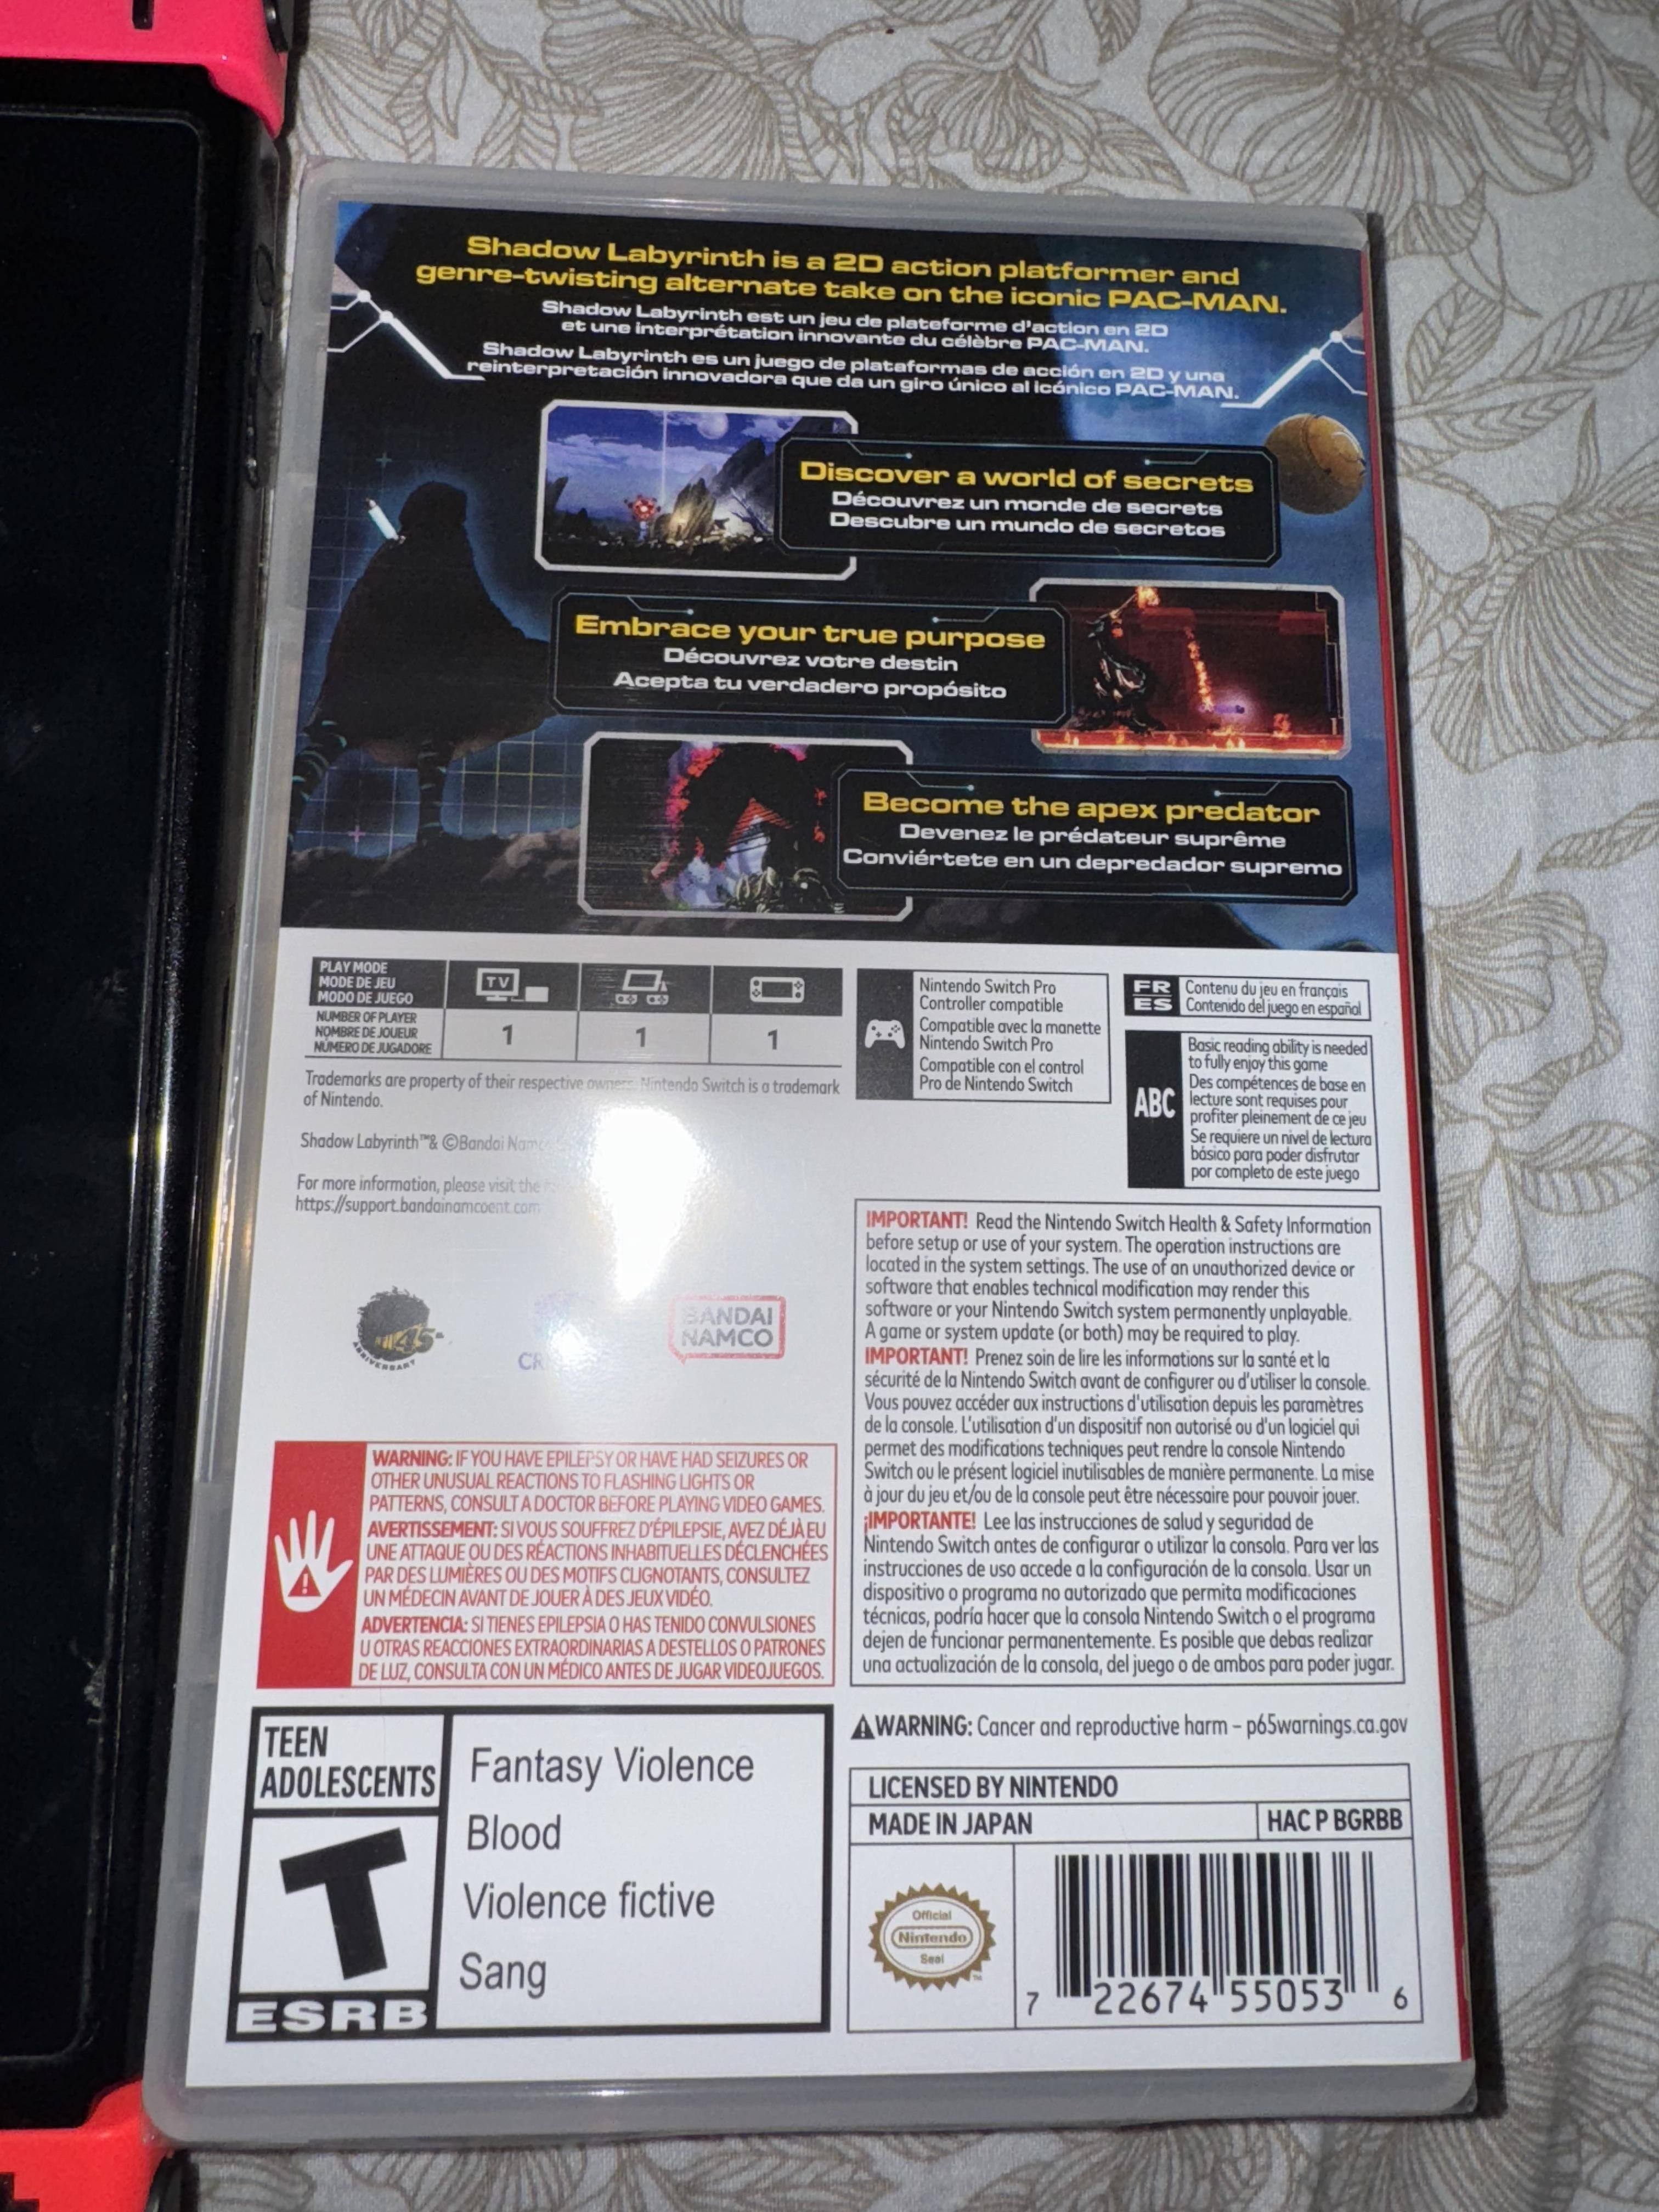 Shadow Labyrinth is a 2D action platformer and
genre-twisting alternate take on the iconic PAC-MAN.
Shadow Labyrinth est un jeu de plateforme d'action en 2D
et une interprétation innovante du célèbre PAC-MAN.
Shadow Labyrinth es un juego de plataformas de acción en 2D y una
reinterpretación innovadora que da un giro único al icónico PAC-MAN.
Discover a world of secrets
Découvrez un monde de secrets
Descubre un mundo de secretos
Embrace your true purpose
Découvrez votre destin
Acepta tu verdadero propósito
Become the apex predator
Devenez le prédateur suprême
Conviértete en un depredador supremo
PLAY MODE
MODE DE JEU
MODO DE JUEGO
TV
NUMBER OF PLAYER
NOMBRE DE JOUEUR
NÚMERO DE JUGADORE
1 1 1
Nintendo Switch Pro
Controller compatible
Compatible avec la manette
Nintendo Switch Pro
Compatible con el control
Pro de Nintendo Switch
FR Contenu du jeu en français
ES Contenido del juego en español
ABC
Basic reading ability is needed
to fully enjoy this game
Des compétences de base en
lecture sont requises pour
profiter pleinement de ce jeu
Se requiere un nivel de lectura
básico para poder disfrutar
por completo de este juego
Trademarks are property of their respective owners. Nintendo Switch is a trademark
of Nintendo.
Shadow Labyrinth™& ©Bandai
For more information, please visit the
https://support.bandainamcoent.com
45
ANNIVERSARY
BANDAI
NAMCO
IMPORTANT! Read the Nintendo Switch Health & Safety Information
before setup or use of your system. The operation instructions are
located in the system settings. The use of an unauthorized device or
software that enables technical modification may render this
software or your Nintendo Switch system permanently unplayable.
A game or system update (or both) may be required to play.
IMPORTANT! Prenez soin de lire les informations sur la santé et la
sécurité de la Nintendo Switch avant de configurer ou d'utiliser la console.
Vous pouvez accéder aux instructions d'utilisation depuis les paramètres
de la console. L'utilisation d'un dispositif non autorisé ou d'un logiciel qui
permet des modifications techniques peut rendre la console Nintendo
Switch ou le présent logiciel inutilisables de manière permanente. La mise
à jour du jeu et/ou de la console peut être nécessaire pour pouvoir jouer.
¡IMPORTANTE! Lee las instrucciones de salud y seguridad de
Nintendo Switch antes de configurar o utilizar la consola. Para ver las
instrucciones de uso accede a la configuración de la consola. Usar un
dispositivo o programa no autorizado que permita modificaciones
técnicas, podría hacer que la consola Nintendo Switch o el programa
dejen de funcionar permanentemente. Es posible que debas realizar
una actualización de la consola, del juego o de ambos para poder jugar.
WARNING: IF YOU HAVE EPILEPSY OR HAVE HAD SEIZURES OR
OTHER UNUSUAL REACTIONS TO FLASHING LIGHTS OR
PATTERNS, CONSULT A DOCTOR BEFORE PLAYING VIDEO GAMES.
AVERTISSEMENT: SI VOUS SOUFFREZ D'ÉPILEPSIE, AVEZ DÉJÀ EU
UNE ATTAQUE OU DES RÉACTIONS INHABITUELLES DÉCLENCHÉES
PAR DES LUMIÈRES OU DES MOTIFS CLIGNOTANTS, CONSULTEZ
UN MÉDECIN AVANT DE JOUER À DES JEUX VIDÉO.
ADVERTENCIA: SI TIENES EPILEPSIA O HAS TENIDO CONVULSIONES
U OTRAS REACCIONES EXTRAORDINARIAS A DESTELLOS O PATRONES
DE LUZ, CONSULTA CON UN MÉDICO ANTES DE JUGAR VIDEOJUEGOS.
WARNING: Cancer and reproductive harm – p65warnings.ca.gov
TEEN
ADOLESCENTS
T
ESRB
Fantasy Violence
Blood
Violence fictive
Sang
LICENSED BY NINTENDO
MADE IN JAPAN
HAC P BGRBB
Official
Nintendo
Seal
7 22674 55053 6